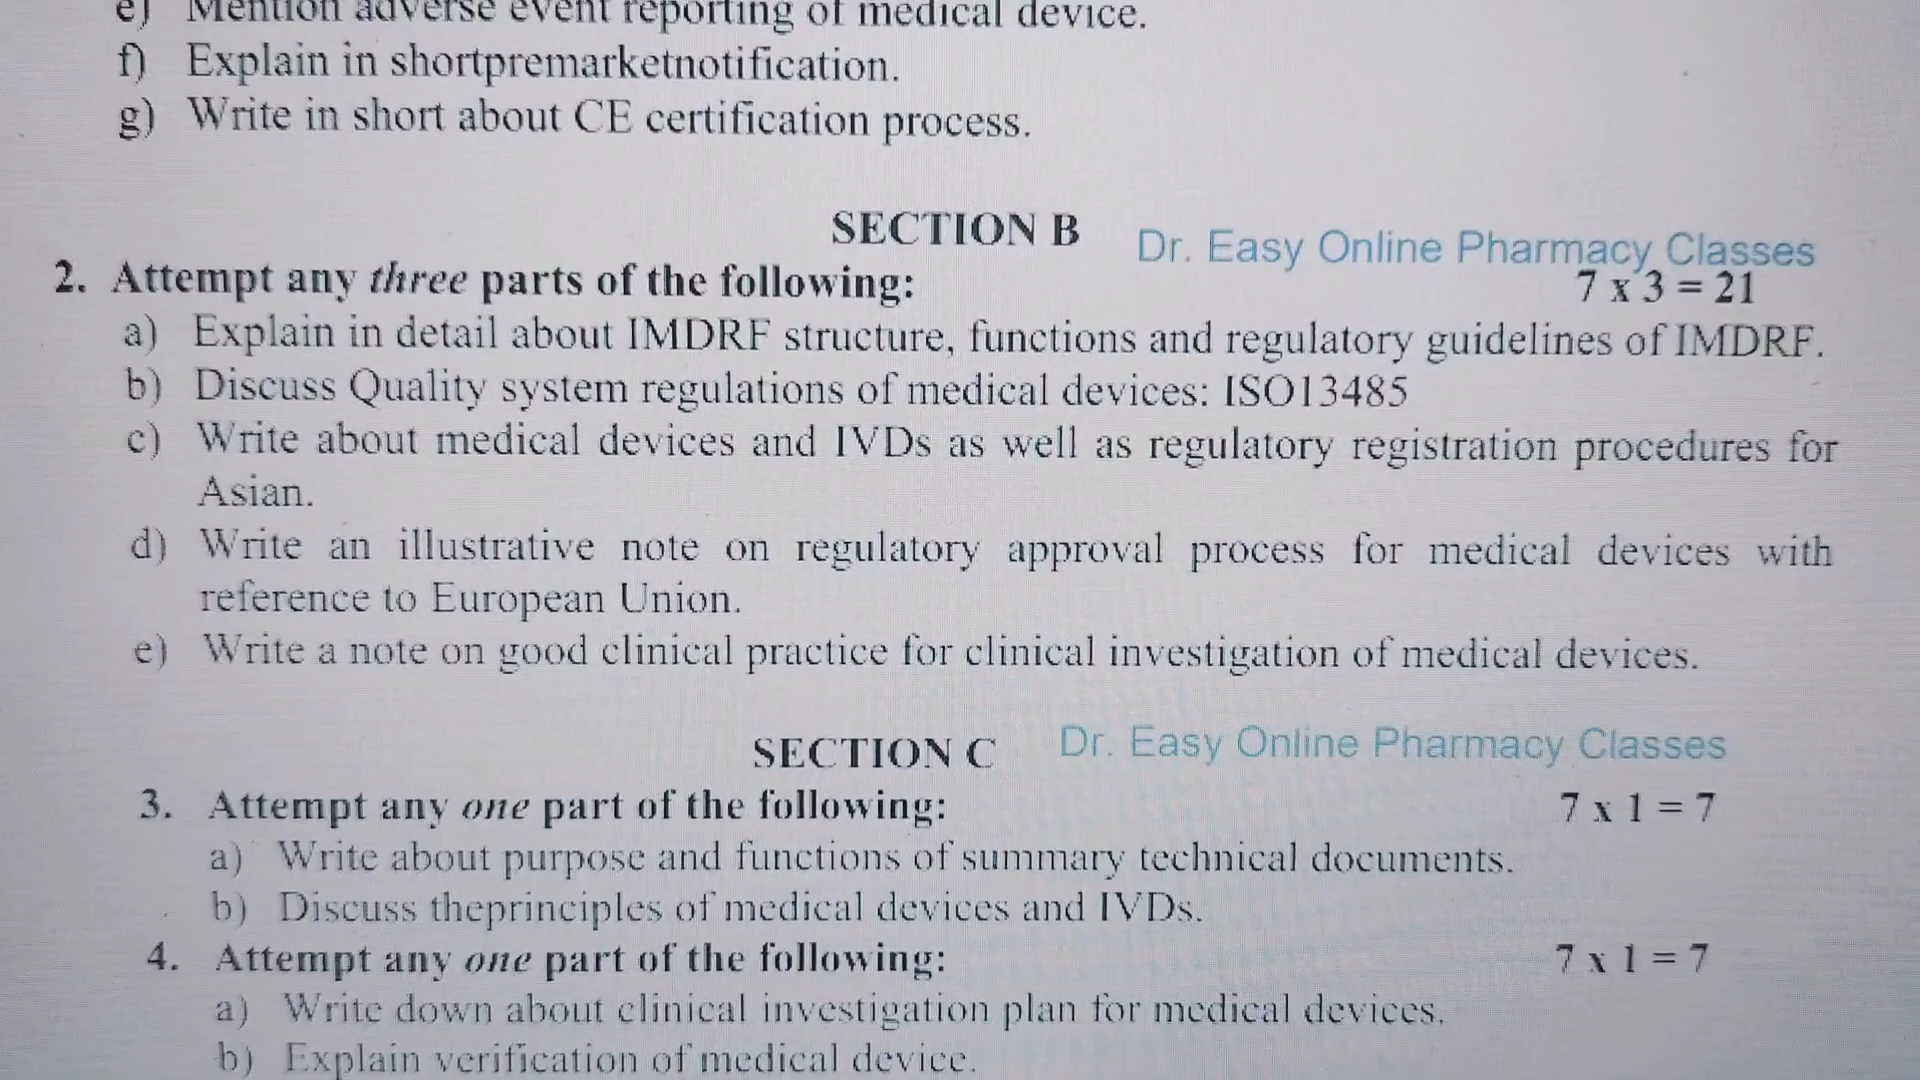 e) Mention adverse event reporting of medical device.
f) Explain in shortpremarketnotification.
g) Write in short about CE certification process.
SECTION B
Dr. Easy Online Pharmacy Classes
2. Attempt any three parts of the following:
7 x 3 = 21
a) Explain in detail about IMDRF structure, functions and regulatory guidelines of IMDRF.
b) Discuss Quality system regulations of medical devices: ISO13485
c) Write about medical devices and IVDs as well as regulatory registration procedures for
Asian.
d) Write an illustrative note on regulatory approval process for medical devices with
reference to European Union.
e) Write a note on good clinical practice for clinical investigation of medical devices.
SECTION C
Dr. Easy Online Pharmacy Classes
3. Attempt any one part of the following:
7 x 1 = 7
a) Write about purpose and functions of summary technical documents.
b) Discuss theprinciples of medical devices and IVDs.
4. Attempt any one part of the following:
7 x 1 = 7
a) Write down about clinical investigation plan for medical devices.
b) Explain verification of medical device.